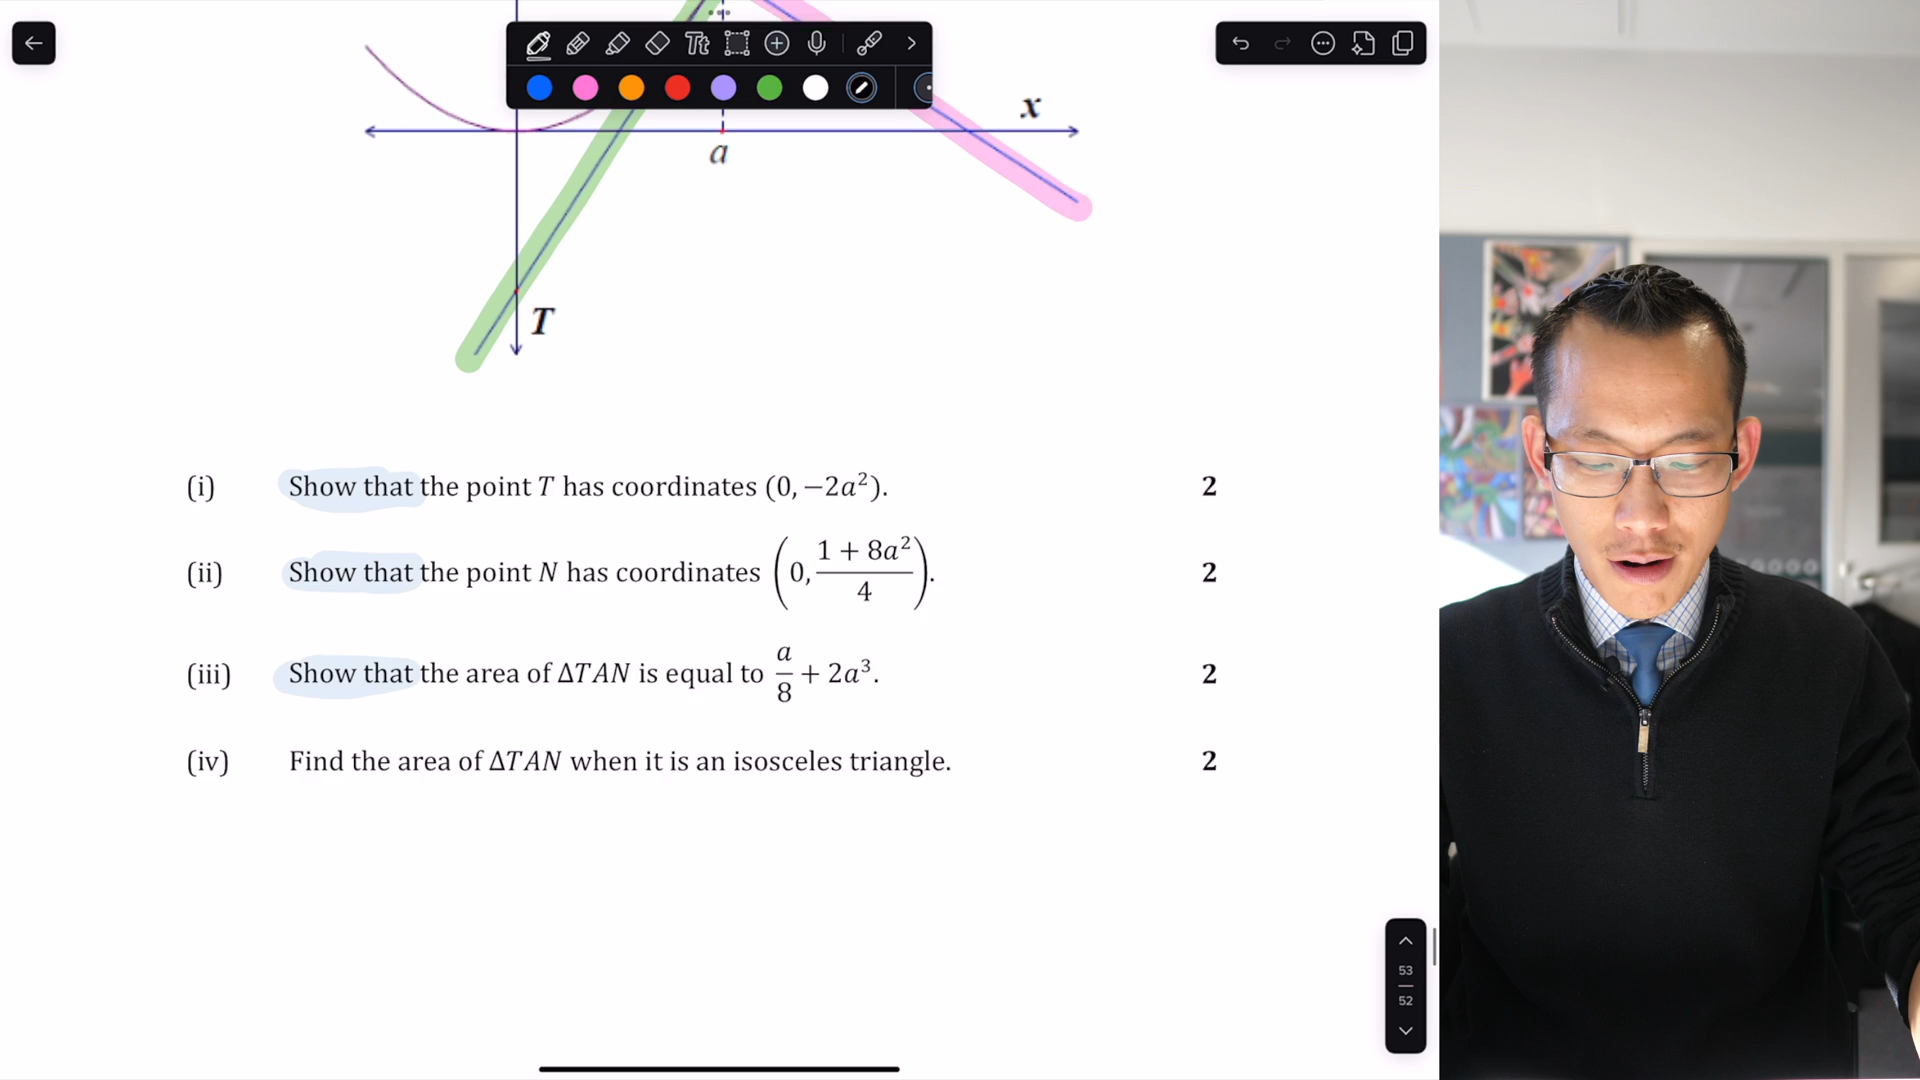 Tt
x
a
T
(i) Show that the point T has coordinates (0, −2a²). 2
(ii) Show that the point N has coordinates (0, (1 + 8a²)/4). 2
(iii) Show that the area of ΔTAN is equal to a/8 + 2a³. 2
(iv) Find the area of ΔTAN when it is an isosceles triangle. 2
53
52